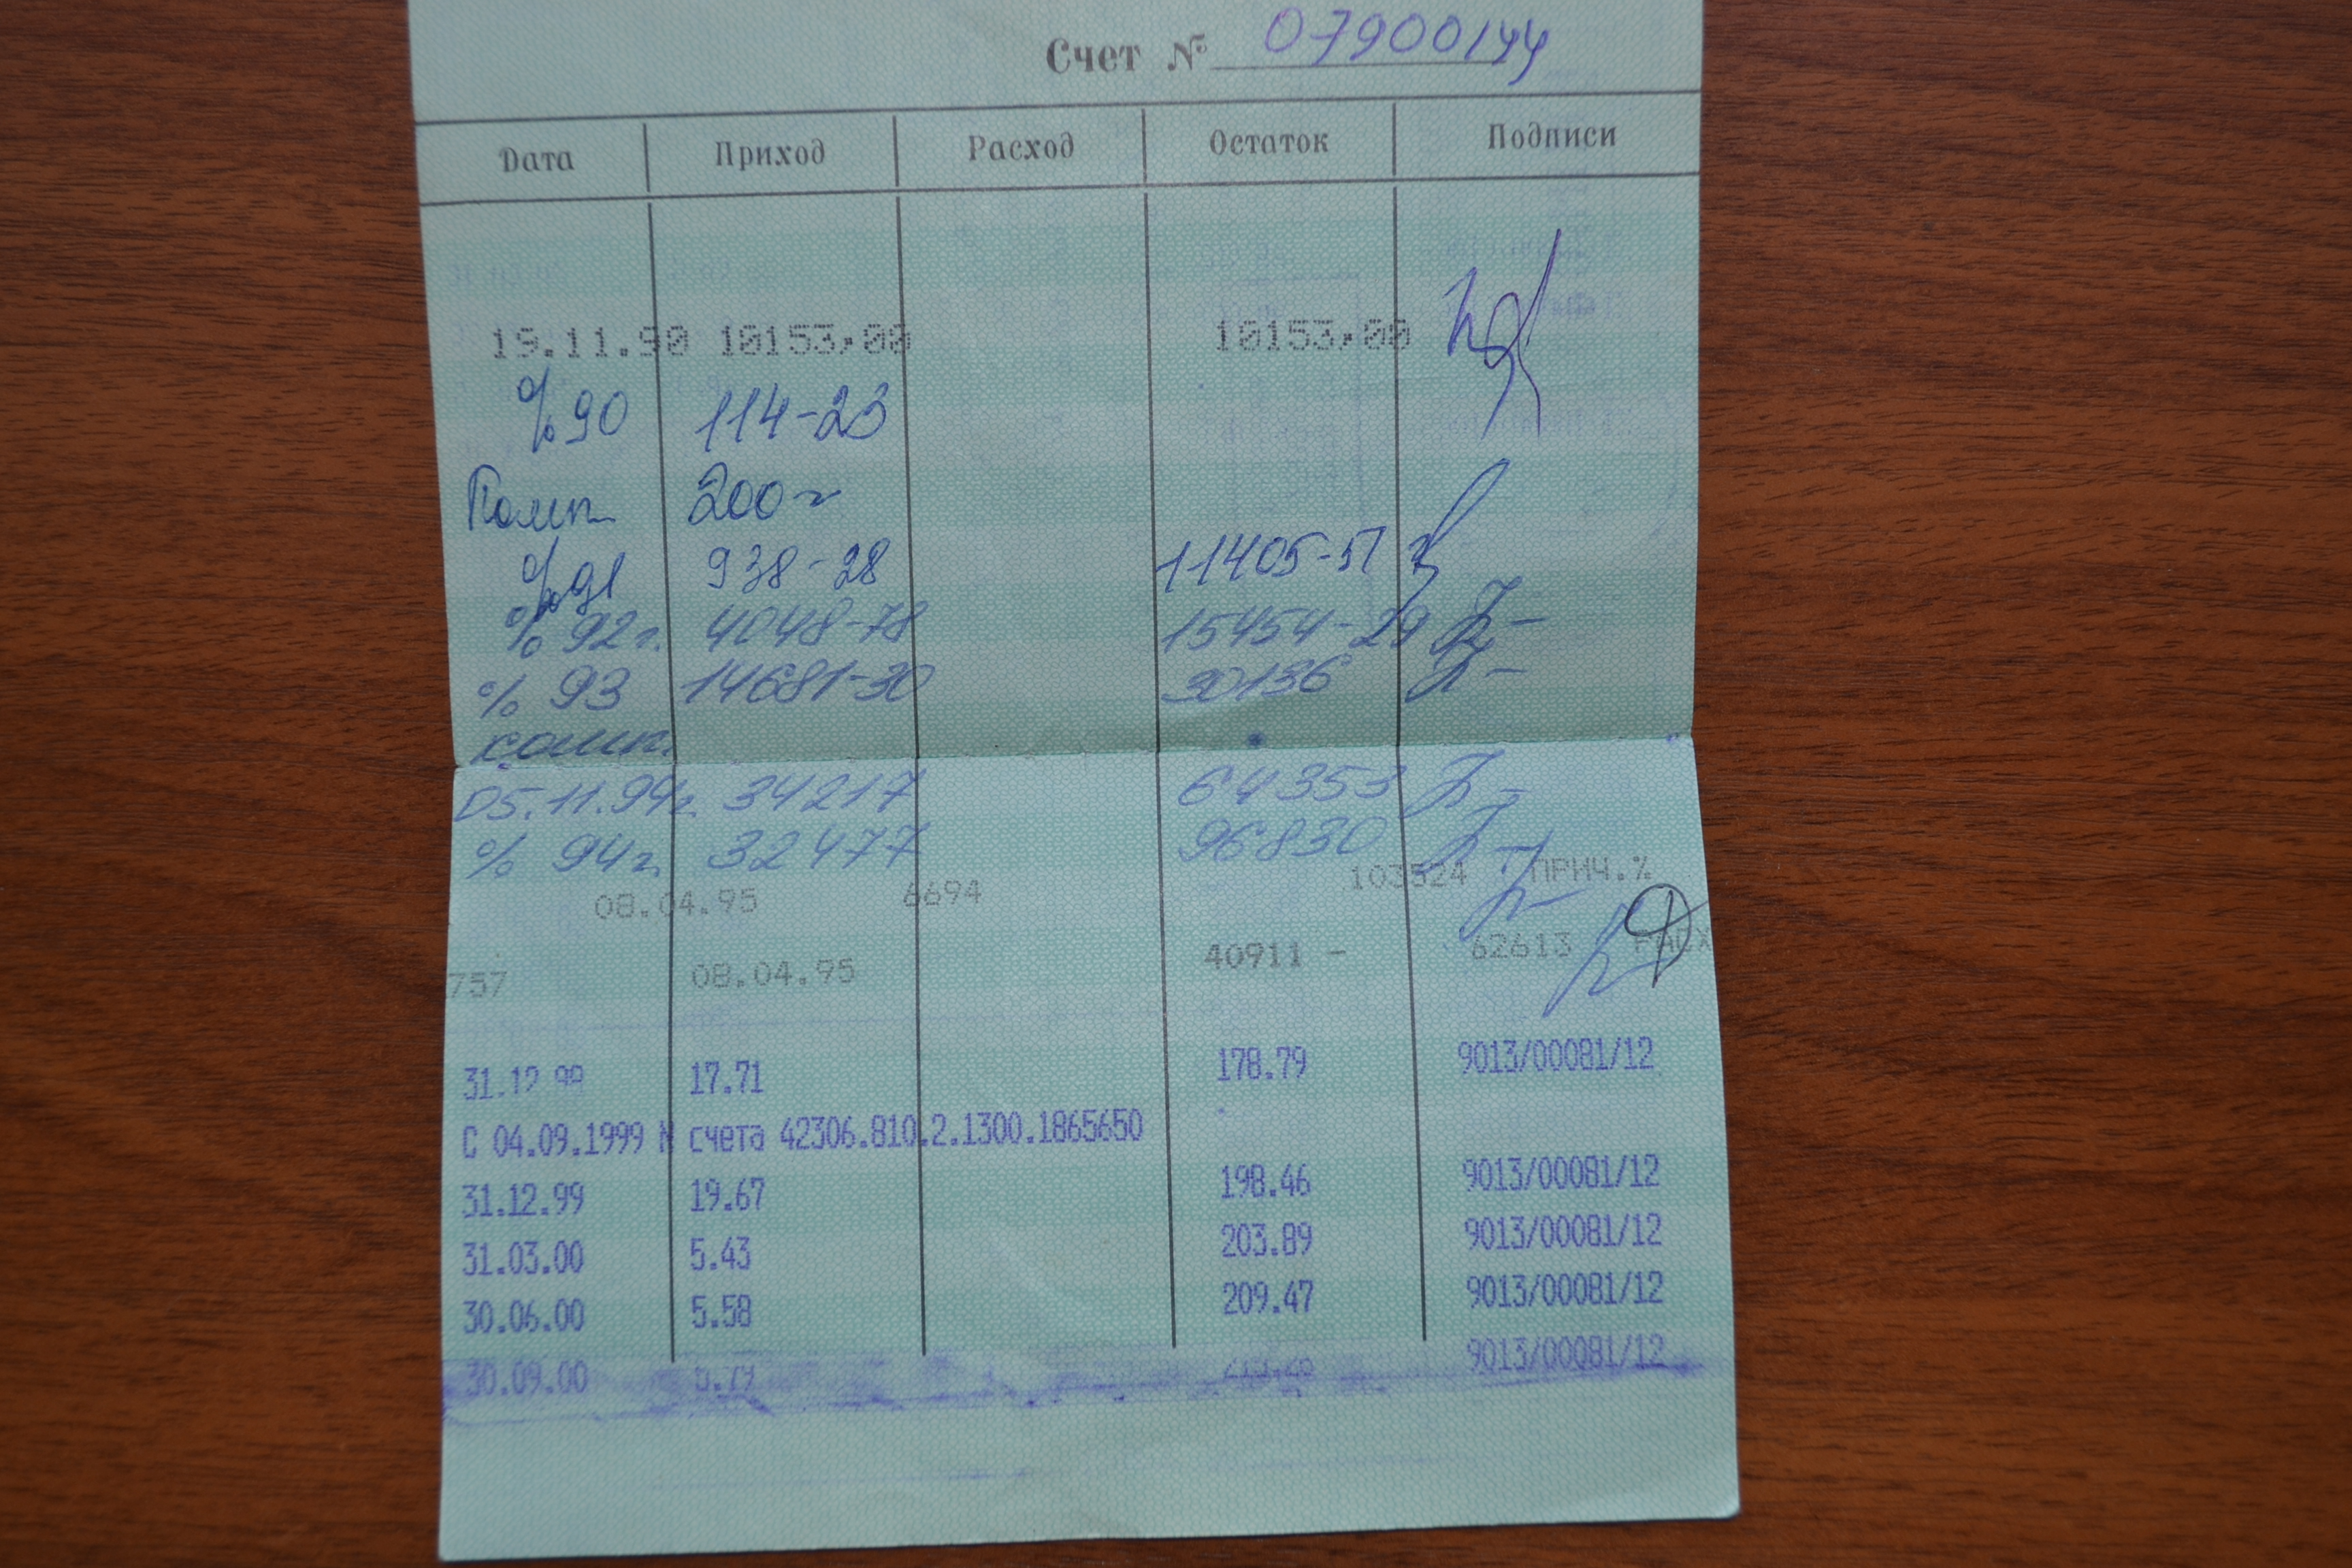 Счет № 07900144
Дата Приход Расход Остаток Подписи
19.11.90 10153,00 10153,00
% 90 114-23
Комп 200-
% 91 938-28 11405-51
% 92 г. 4048-78 15454-29
% 93 14681-30 30136
комп.
05.11.94г. 34217 64353
% 94 г. 32477 96830
08.04.95 6694 103524 ПРИЧ.%
757 08.04.95 40911 - 62613 РАСХ
31.12 17.71 178.79 9013/00081/12
С 04.09.1999 N счета 42306.810.2.1300.1865650
31.12.99 19.67 198.46 9013/00081/12
31.03.00 5.43 203.89 9013/00081/12
30.06.00 5.58 209.47 9013/00081/12
30.09.00 9013/00081/12